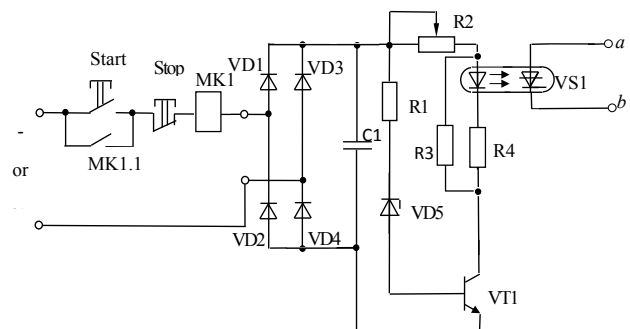 Start
Stop
MK1
MK1.1
-
or
VD1
VD3
VD2
VD4
C1
R1
VD5
R2
R3
R4
VS1
a
b
VT1